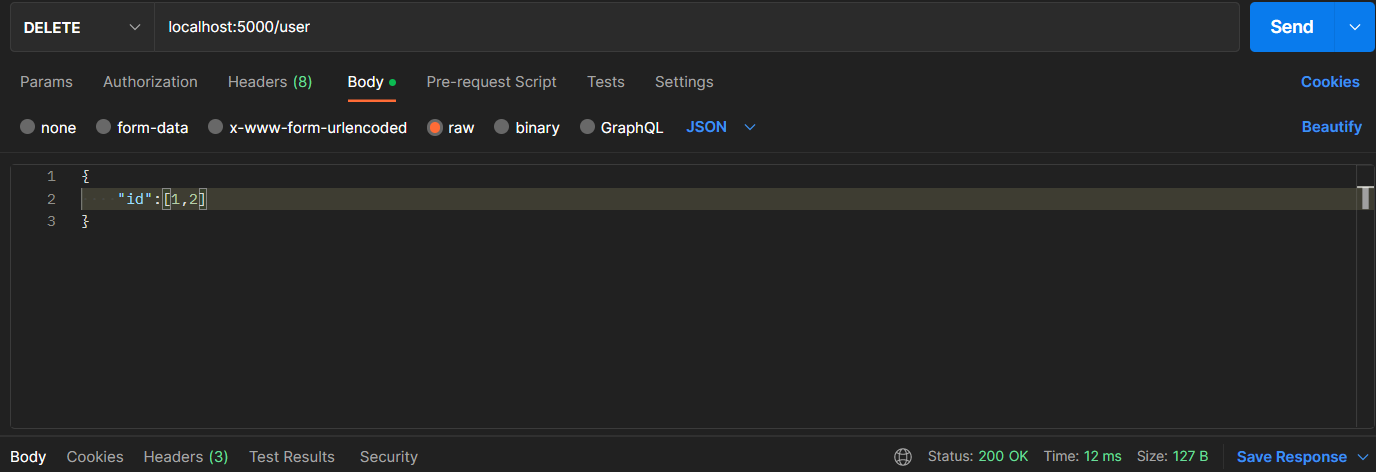 DELETE localhost:5000/user Send
Params Authorization Headers (8) Body Pre-request Script Tests Settings Cookies
none form-data x-www-form-urlencoded raw binary GraphQL JSON Beautify
1 {
2 "id":[1,2]
3 }
Body Cookies Headers (3) Test Results Security Status: 200 OK Time: 12 ms Size: 127 B Save Response